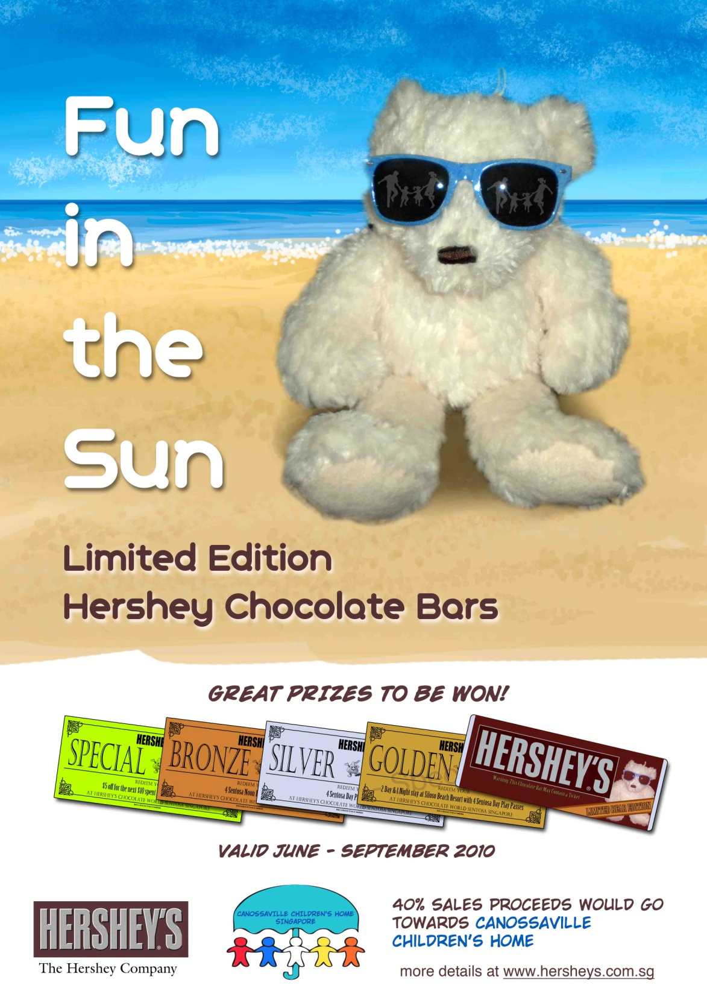 Fun
in
the
Sun
Limited Edition
Hershey Chocolate Bars
GREAT PRIZES TO BE WON!
SPECIAL
HERSHE
$5 off for the next $10 spent
AT HERSHEY'S CHOCOLATE WORLD SENTOSA SINGAPORE
BRONZE
HERSH
REDEEM Y
4 Sentosa Noon
AT HERSHEY'S CHOCOLATE WORLD SENTOSA SINGAPORE
SILVER
HERSH
REDEEM Y
4 Sentosa Day
AT HERSHEY'S CHOCOLATE WORLD SENTOSA SINGAPORE
GOLDEN
HERSH
REDEEM YOUR
2 Day & 1 Night stay at Siloso Beach Resort with 4 Sentosa Day Play Passes
AT HERSHEY'S CHOCOLATE WORLD SENTOSA SINGAPORE
HERSHEY'S
Warning: This Chocolate Bar May Contain a Ticket
LIMITED BEAR EDITION
VALID JUNE - SEPTEMBER 2010
HERSHEY'S
The Hershey Company
CANOSSAVILLE CHILDREN'S HOME
SINGAPORE
40% SALES PROCEEDS WOULD GO
TOWARDS CANOSSAVILLE
CHILDREN'S HOME
more details at www.hersheys.com.sg